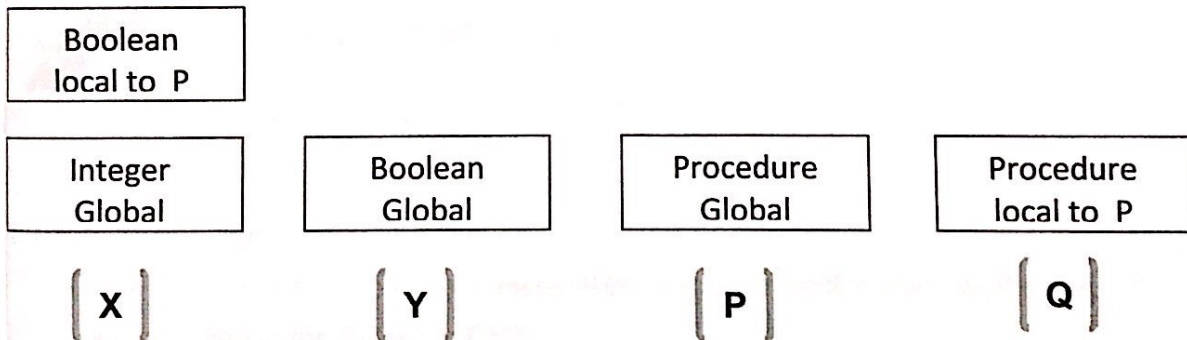 Boolean
local to P
Integer
Global
Boolean
Global
Procedure
Global
Procedure
local to P
[X]
[Y]
[P]
[Q]